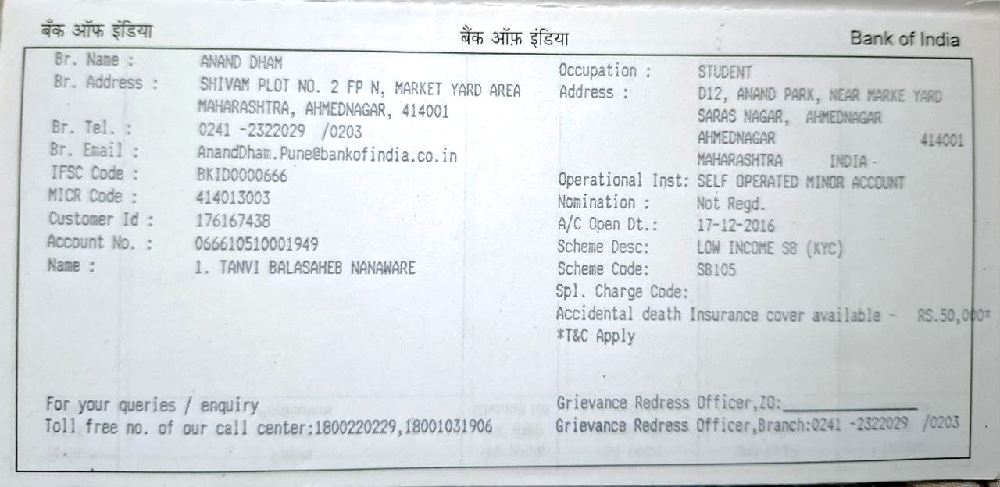 बैंक ऑफ इंडिया
बैंक ऑफ़ इंडिया
Bank of India
Br. Name : ANAND DHAM
Br. Address : SHIVAM PLOT NO. 2 FP N, MARKET YARD AREA
MAHARASHTRA, AHMEDNAGAR, 414001
Br. Tel. : 0241 -2322029 /0203
Br. Email : AnandDham.Pune@bankofindia.co.in
IFSC Code : BKID0000666
MICR Code : 414013003
Customer Id : 176167438
Account No. : 066610510001949
Name : 1. TANVI BALASAHEB NANAWARE
Occupation : STUDENT
Address : D12, ANAND PARK, NEAR MARKE YARD
SARAS NAGAR, AHMEDNAGAR
AHMEDNAGAR 414001
MAHARASHTRA INDIA -
Operational Inst: SELF OPERATED MINOR ACCOUNT
Nomination : Not Regd.
A/C Open Dt.: 17-12-2016
Scheme Desc: LOW INCOME SB (KYC)
Scheme Code: SB105
Spl. Charge Code:
Accidental death Insurance cover available - RS.50,000*
*T&C Apply
For your queries / enquiry
Toll free no. of our call center:1800220229,18001031906
Grievance Redress Officer,ZO:
Grievance Redress Officer,Branch:0241 -2322029 /0203